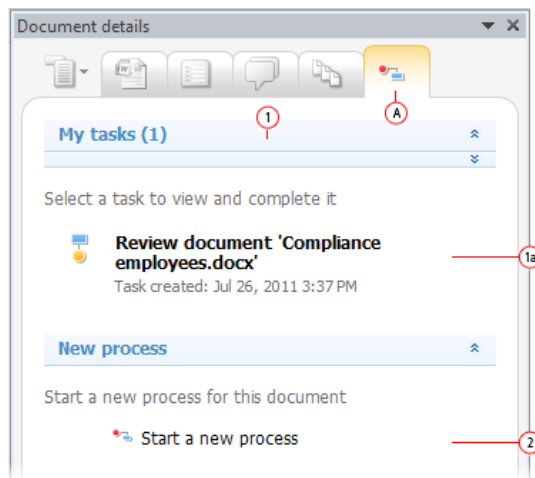 Document details
A
1
My tasks (1)
Select a task to view and complete it
Review document 'Compliance
employees.docx'
1a
Task created: Jul 26, 2011 3:37 PM
New process
Start a new process for this document
Start a new process
2